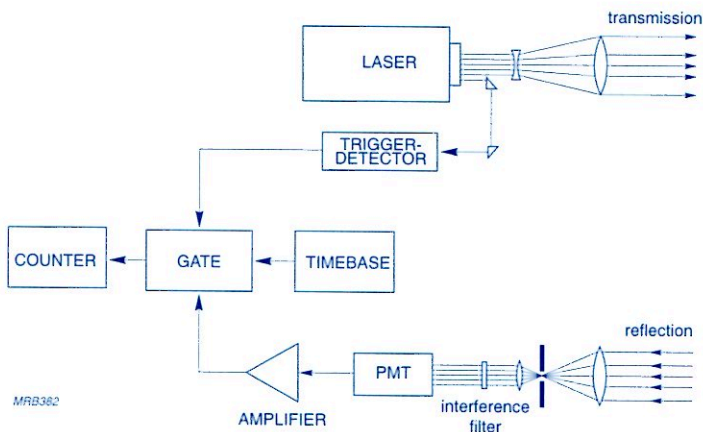 transmission
LASER
TRIGGER-
DETECTOR
COUNTER
GATE
TIMEBASE
reflection
PMT
interference
filter
AMPLIFIER
MRB382